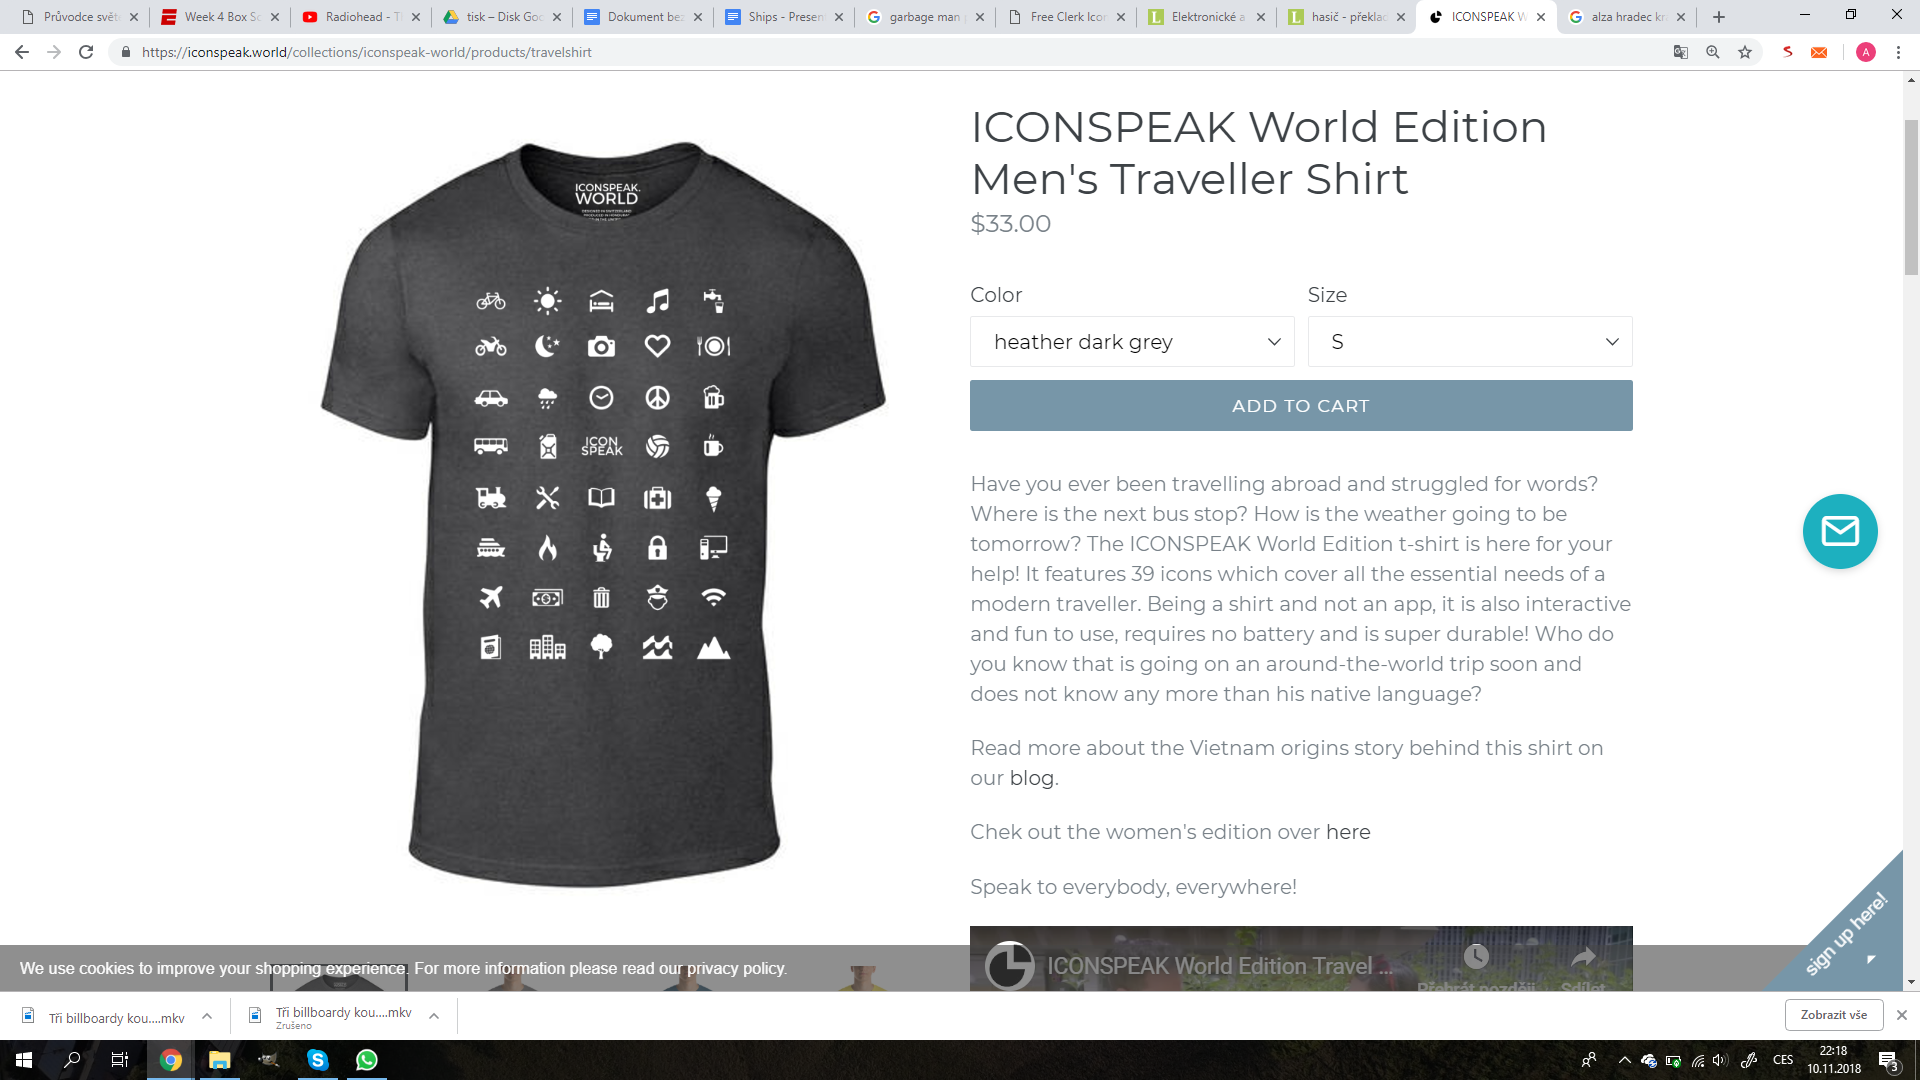 Průvodce svět
Week 4 Box Sc
Radiohead - T
tisk – Disk Goo
Dokument bez
Ships - Present
garbage man
Free Clerk Icon
Elektronické a
hasič - překlad
ICONSPEAK W
alza hradec kr
https://iconspeak.world/collections/iconspeak-world/products/travelshirt
A
ICONSPEAK.
WORLD
ICON
SPEAK
ICONSPEAK World Edition
Men's Traveller Shirt
$33.00
Color
Size
heather dark grey
S
ADD TO CART
Have you ever been travelling abroad and struggled for words?
Where is the next bus stop? How is the weather going to be
tomorrow? The ICONSPEAK World Edition t-shirt is here for your
help! It features 39 icons which cover all the essential needs of a
modern traveller. Being a shirt and not an app, it is also interactive
and fun to use, requires no battery and is super durable! Who do
you know that is going on an around-the-world trip soon and
does not know any more than his native language?
Read more about the Vietnam origins story behind this shirt on
our blog.
Chek out the women's edition over here
Speak to everybody, everywhere!
ICONSPEAK World Edition Travel ...
Přehrát později
Sdílet
sign up here!
We use cookies to improve your shopping experience. For more information please read our privacy policy.
Tři billboardy kou....mkv
Tři billboardy kou....mkv
Zrušeno
Zobrazit vše
CES
22:18
10.11.2018
3